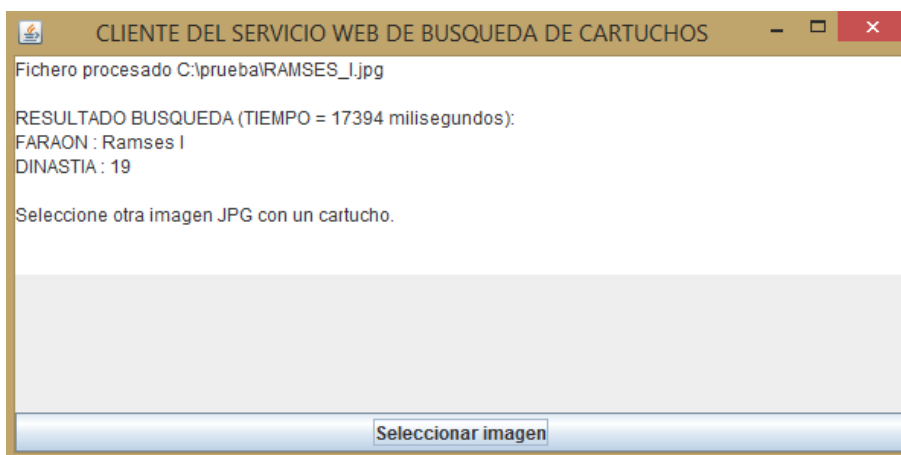 CLIENTE DEL SERVICIO WEB DE BUSQUEDA DE CARTUCHOS
Fichero procesado C:\prueba\RAMSES_I.jpg
RESULTADO BUSQUEDA (TIEMPO = 17394 milisegundos):
FARAON : Ramses I
DINASTIA : 19
Seleccione otra imagen JPG con un cartucho.
Seleccionar imagen